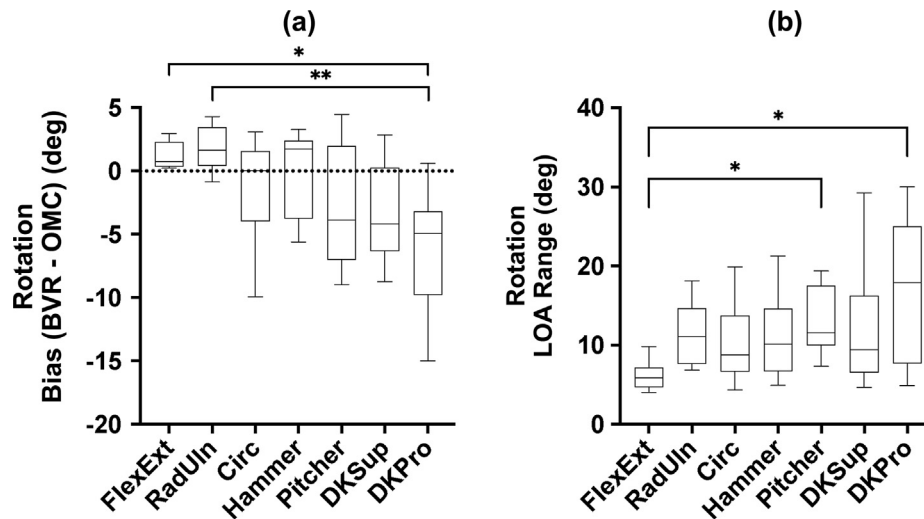 (a)
*
**
Rotation
Bias (BVR - OMC) (deg)
5
0
-5
-10
-15
-20
FlexExt
RadUln
Circ
Hammer
Pitcher
DKSup
DKPro
(b)
*
*
Rotation
LOA Range (deg)
40
30
20
10
0
FlexExt
RadUln
Circ
Hammer
Pitcher
DKSup
DKPro